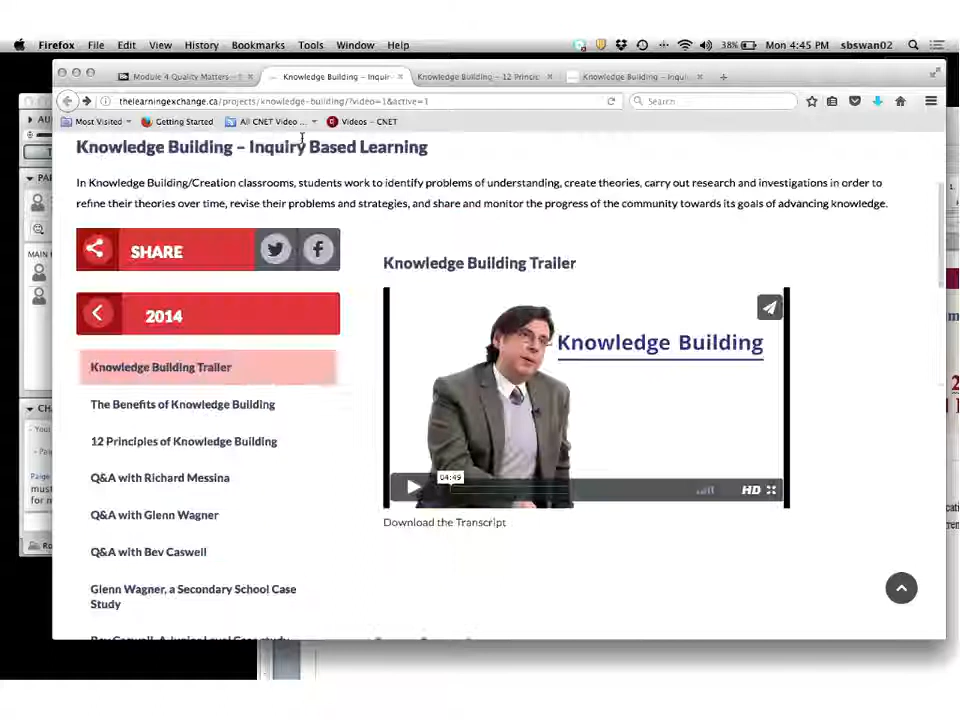 Firefox File Edit View History Bookmarks Tools Window Help 38% Mon 4:45 PM sbswan02
Module 4 Quality Matters Knowledge Building – Inquir Knowledge Building – 12 Princi Knowledge Building – Inqui
thelearningexchange.ca/projects/knowledge-building/?video=1&active=1 Search
Most Visited Getting Started All CNET Video ... Videos - CNET
Knowledge Building – Inquiry Based Learning
In Knowledge Building/Creation classrooms, students work to identify problems of understanding, create theories, carry out research and investigations in order to
refine their theories over time, revise their problems and strategies, and share and monitor the progress of the community towards its goals of advancing knowledge.
SHARE
Knowledge Building Trailer
2014
Knowledge Building
Knowledge Building Trailer
The Benefits of Knowledge Building
12 Principles of Knowledge Building
Q&A with Richard Messina
04:49
HD
Q&A with Glenn Wagner
Download the Transcript
Q&A with Bev Caswell
Glenn Wagner, a Secondary School Case
Study
MAIN
Paige
must
for n